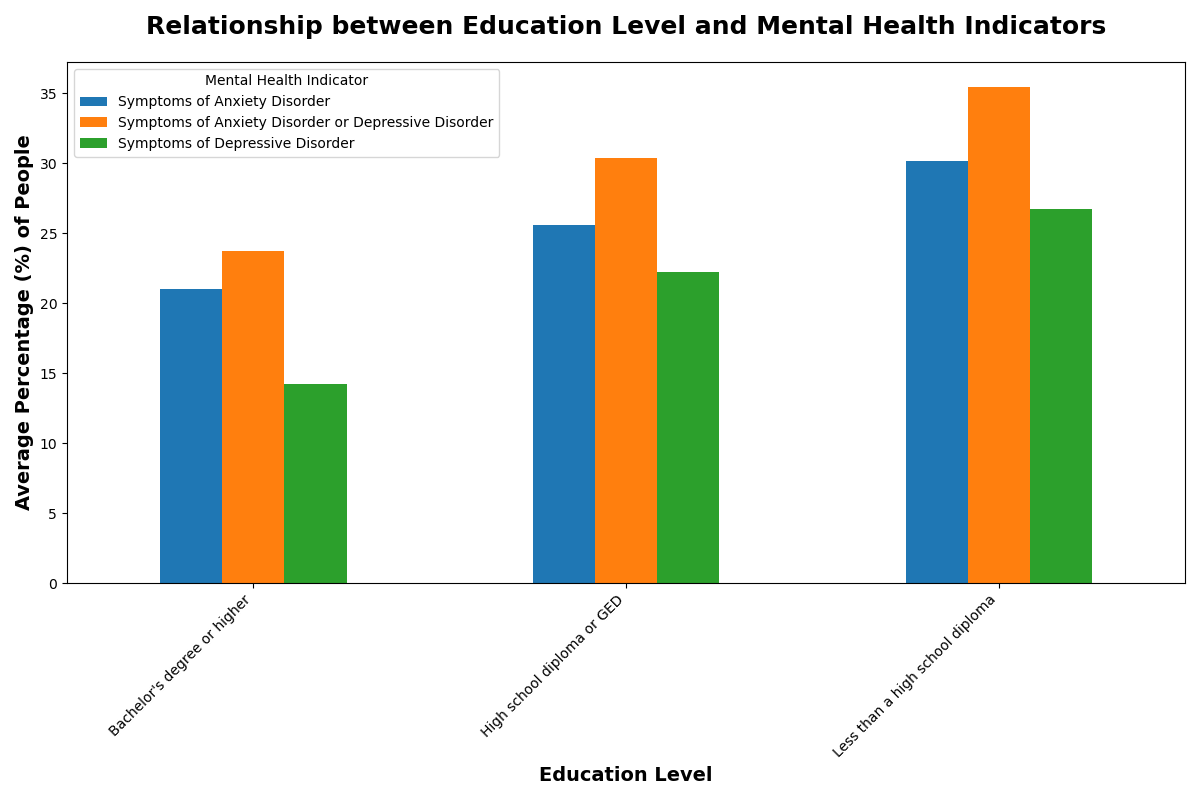 Relationship between Education Level and Mental Health Indicators
Mental Health Indicator
Symptoms of Anxiety Disorder
Symptoms of Anxiety Disorder or Depressive Disorder
Symptoms of Depressive Disorder
Average Percentage (%) of People
35
30
25
20
15
10
5
0
Bachelor's degree or higher
High school diploma or GED
Less than a high school diploma
Education Level